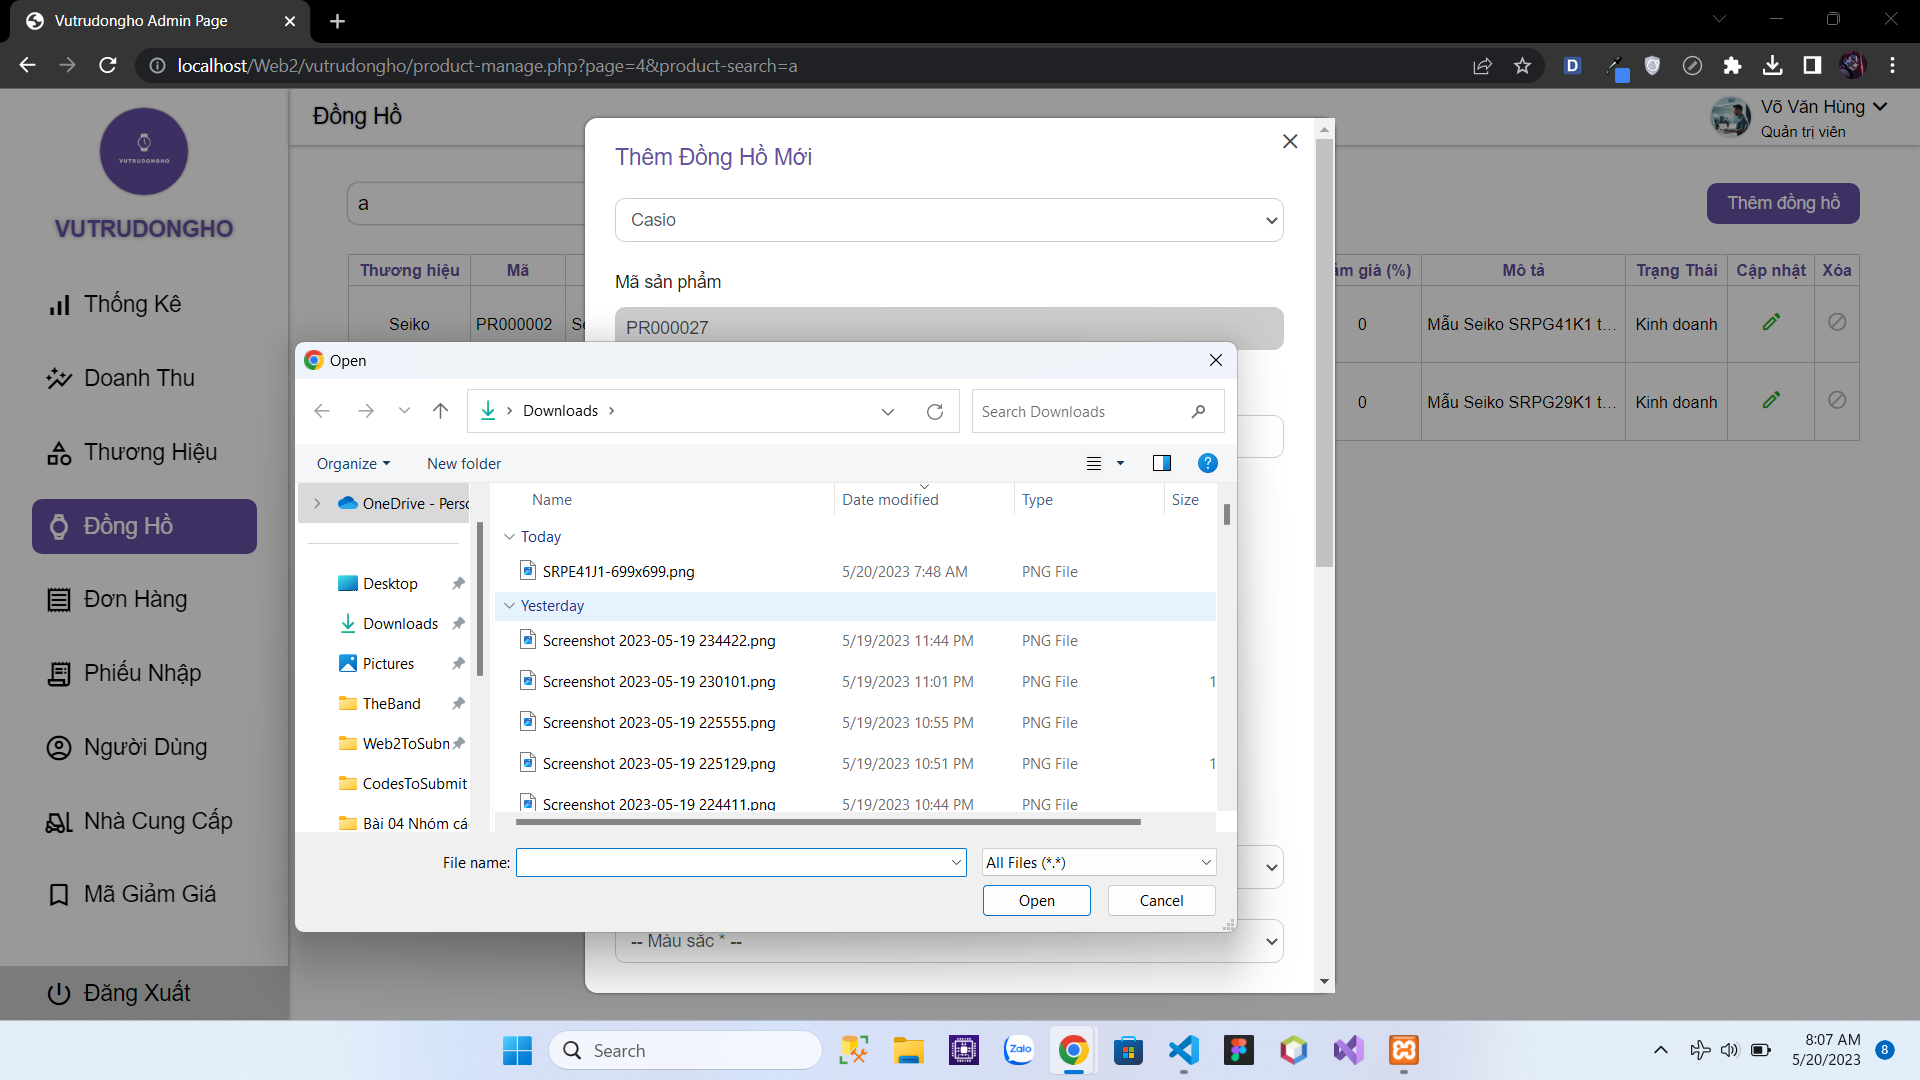 Vutrudongho Admin Page
localhost/Web2/vutrudongho/product-manage.php?page=4&product-search=a
VUTRUDONGHO
VUTRUDONGHO
Thống Kê
Doanh Thu
Thương Hiệu
Đồng Hồ
Đơn Hàng
Phiếu Nhập
Người Dùng
Nhà Cung Cấp
Mã Giảm Giá
Đăng Xuất
Đồng Hồ
Võ Văn Hùng
Quản trị viên
a
Thêm đồng hồ
Thương hiệu Mã ảm giá (%) Mô tả Trạng Thái Cập nhật Xóa
Seiko PR000002 Se 0 Mẫu Seiko SRPG41K1 t... Kinh doanh
0 Mẫu Seiko SRPG29K1 t... Kinh doanh
Thêm Đồng Hồ Mới
Casio
Mã sản phẩm
PR000027
-- Màu sắc * --
Open
Downloads
Search Downloads
Organize New folder
OneDrive - Perso
Desktop
Downloads
Pictures
TheBand
Web2ToSubm
CodesToSubmit
Bài 04 Nhóm cá
Name Date modified Type Size
Today
SRPE41J1-699x699.png 5/20/2023 7:48 AM PNG File
Yesterday
Screenshot 2023-05-19 234422.png 5/19/2023 11:44 PM PNG File
Screenshot 2023-05-19 230101.png 5/19/2023 11:01 PM PNG File 1
Screenshot 2023-05-19 225555.png 5/19/2023 10:55 PM PNG File
Screenshot 2023-05-19 225129.png 5/19/2023 10:51 PM PNG File 1
Screenshot 2023-05-19 224411.png 5/19/2023 10:44 PM PNG File
File name: All Files (*.*)
Open Cancel
Search
Zalo
8:07 AM
5/20/2023
8